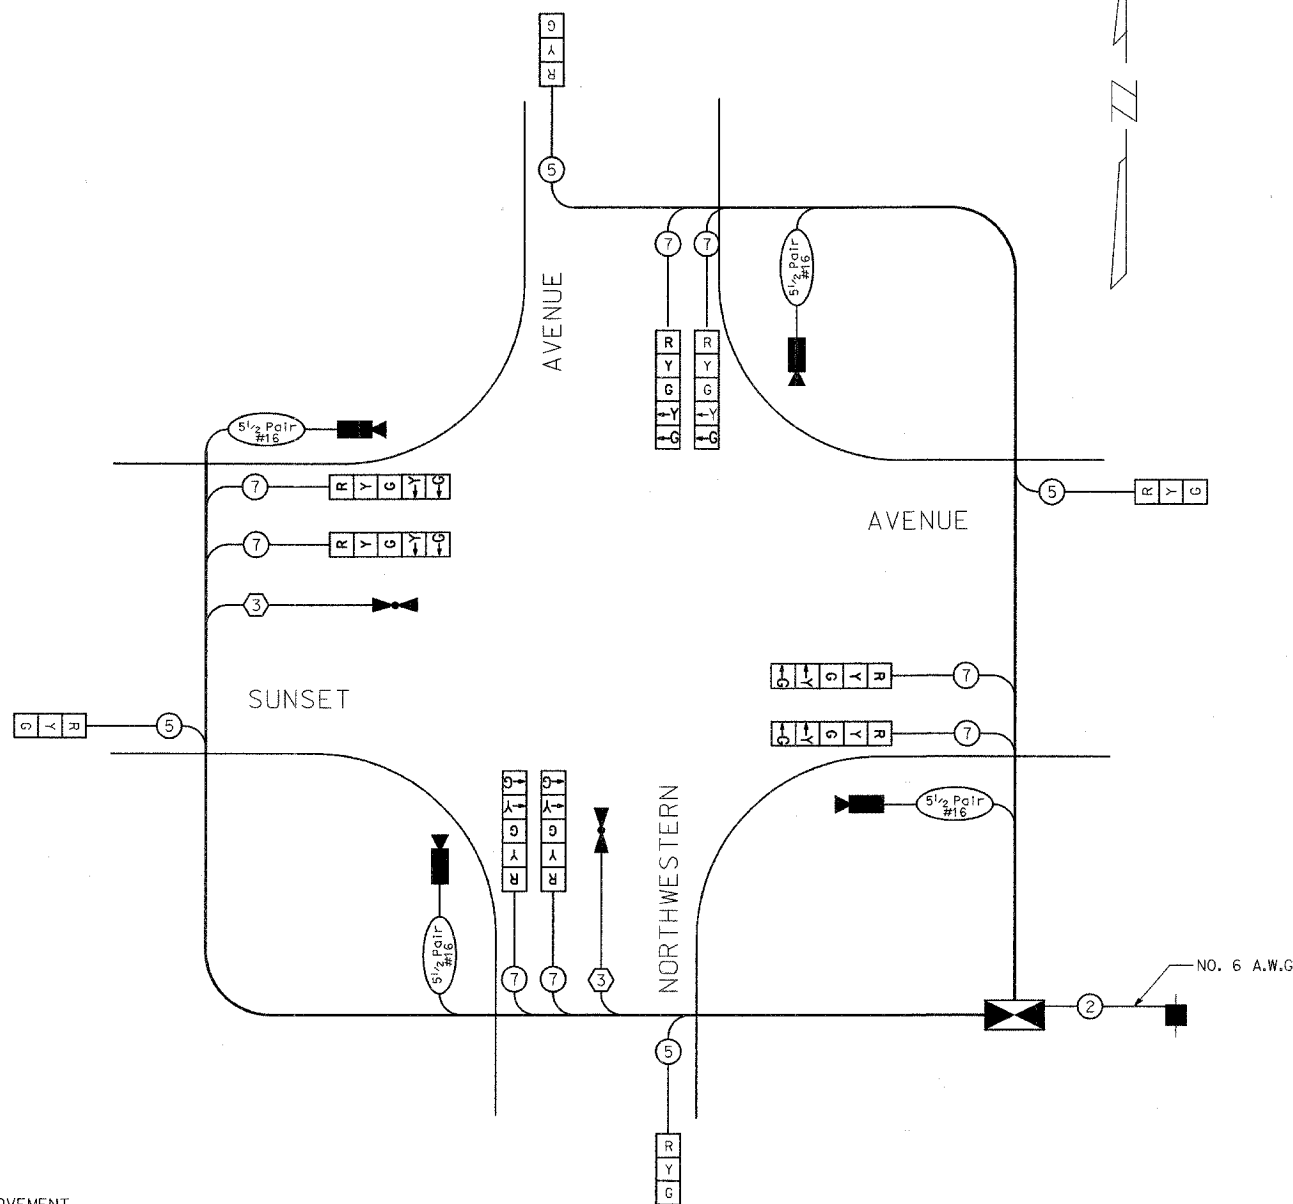 G Y R
5
7 7
5½ Pair
#16
AVENUE
R R
Y Y
G G
←Y ←Y
←G ←G
5½ Pair
#16
7 R Y G Y← G←
5 R Y G
AVENUE
7 R Y G Y← G←
3
G← Y← G Y R 7
SUNSET
G Y R 5
G← Y← G Y R 7
G← G←
Y← Y←
G G
Y Y
R R
NORTHWESTERN
5½ Pair
#16
5½ Pair
#16
7 7 3
NO. 6 A.W.G
2
5
R
Y
G